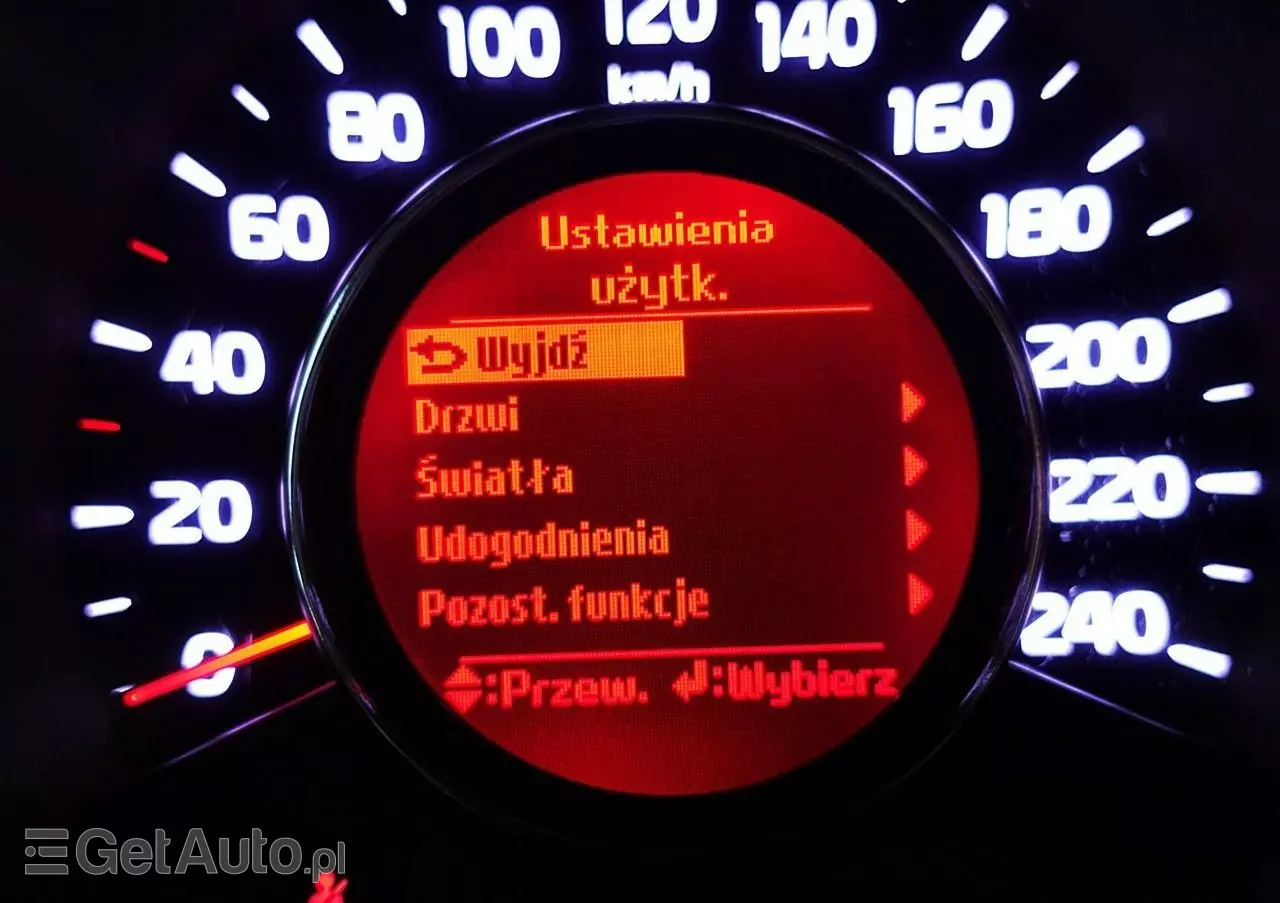 0
20
40
60
80
100
120
140
160
180
200
220
240
km/h
Ustawienia
użytk.
Wyjdź
Drzwi
Światła
Udogodnienia
Pozost. funkcje
:Przew. :Wybierz
GetAuto.pl